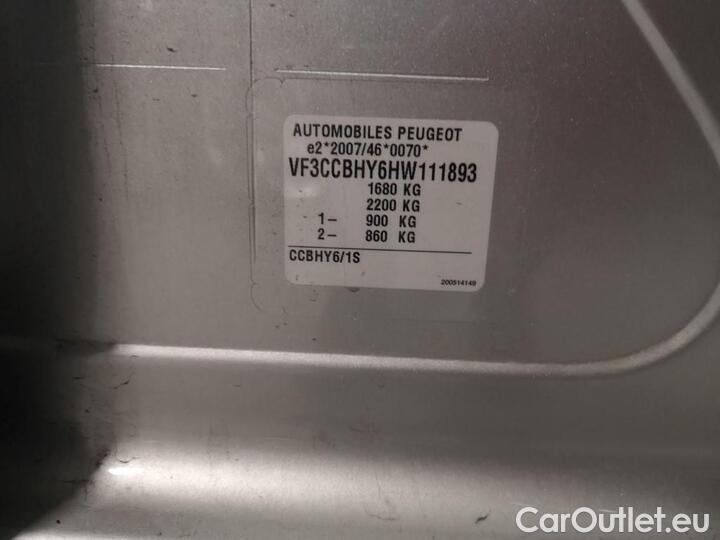 AUTOMOBILES PEUGEOT
e2*2007/46*0070*
VF3CCBHY6HW111893
1680 KG
2200 KG
1- 900 KG
2- 860 KG
CCBHY6/1S
200514149
CarOutlet.eu